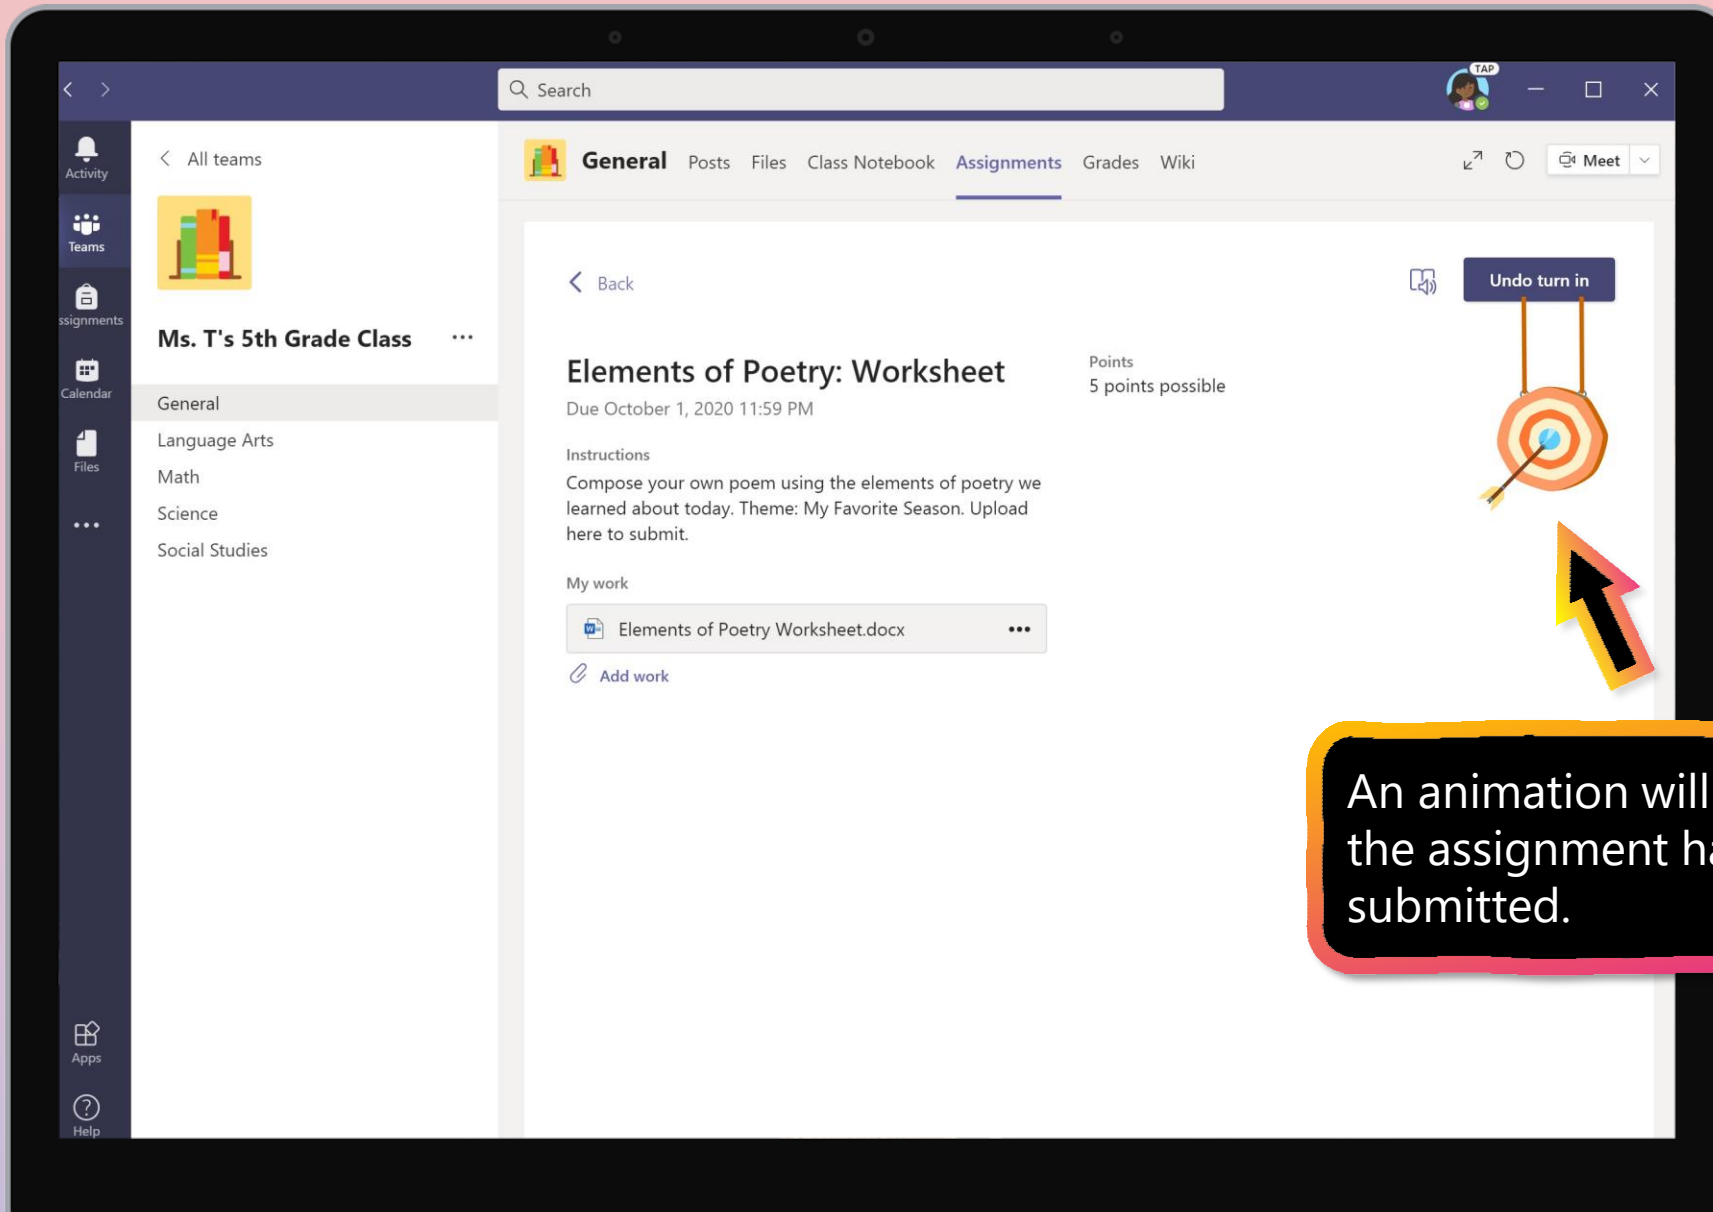 Search
TAP
Activity
Teams
ssignments
Calendar
Files
Apps
Help
All teams
Ms. T's 5th Grade Class
General
Language Arts
Math
Science
Social Studies
General Posts Files Class Notebook Assignments Grades Wiki
Meet
Back
Undo turn in
Elements of Poetry: Worksheet
Due October 1, 2020 11:59 PM
Points
5 points possible
Instructions
Compose your own poem using the elements of poetry we
learned about today. Theme: My Favorite Season. Upload
here to submit.
My work
Elements of Poetry Worksheet.docx
Add work
An animation will
the assignment ha
submitted.